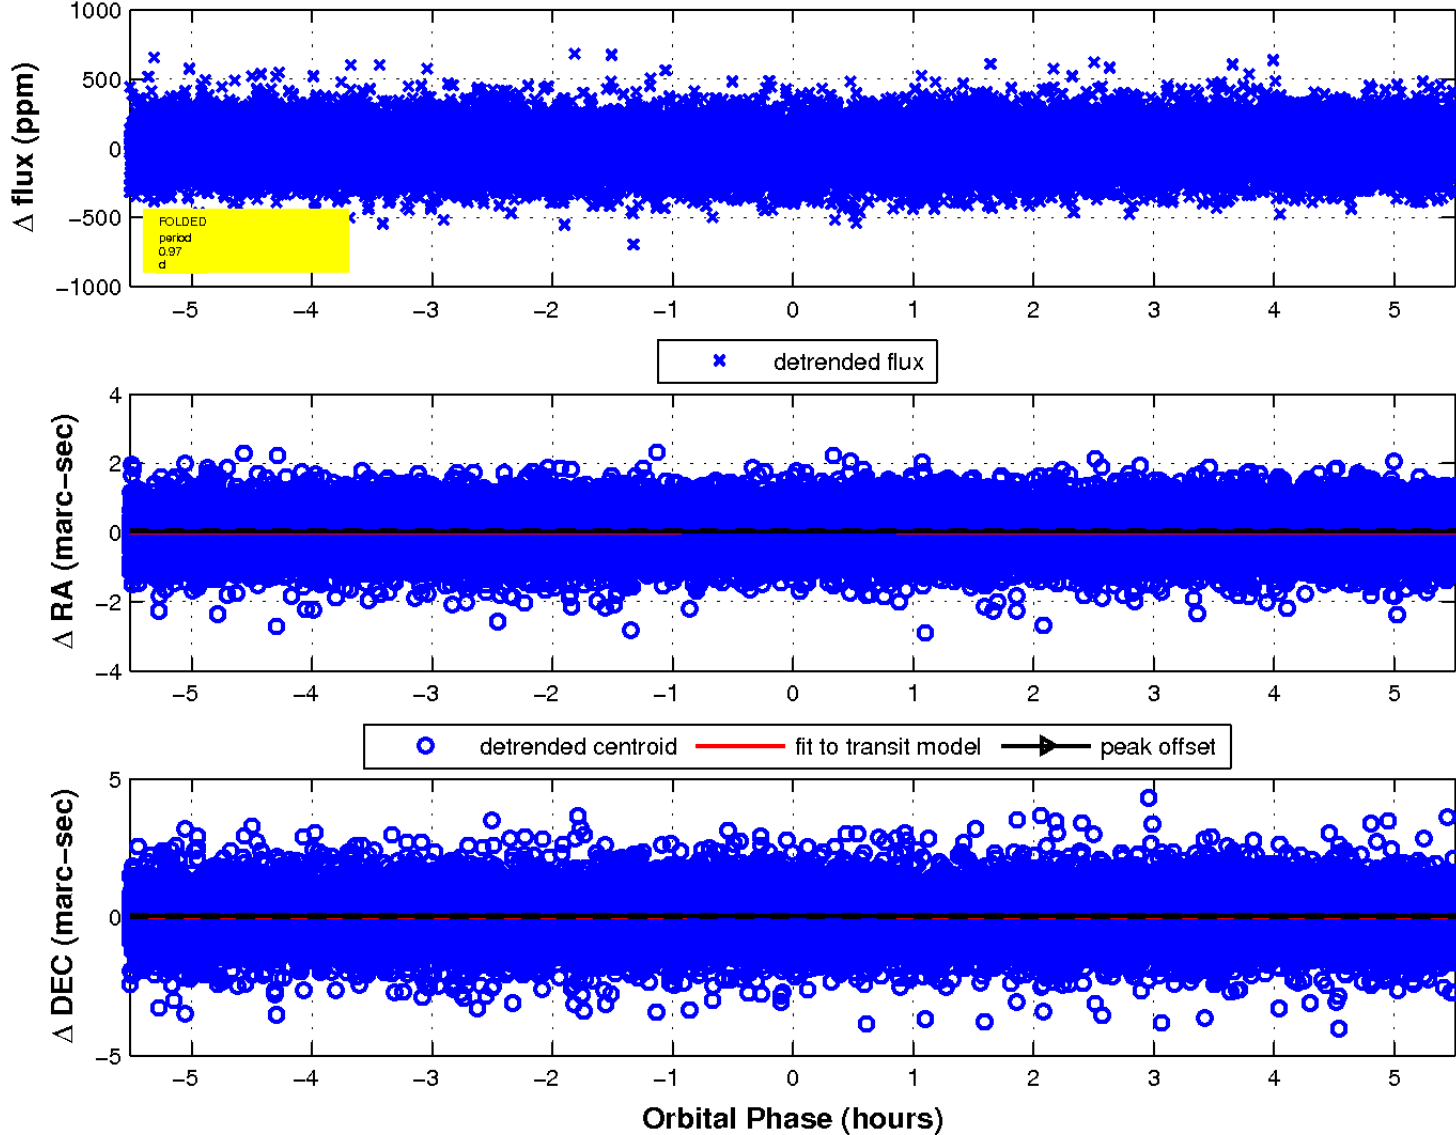 1000
500
0
−500
−1000
Δ flux (ppm)
FOLDED
period
0.97
d
−5 −4 −3 −2 −1 0 1 2 3 4 5
detrended flux
4
2
0
−2
−4
Δ RA (marc−sec)
−5 −4 −3 −2 −1 0 1 2 3 4 5
detrended centroid fit to transit model peak offset
5
0
−5
Δ DEC (marc−sec)
−5 −4 −3 −2 −1 0 1 2 3 4 5
Orbital Phase (hours)